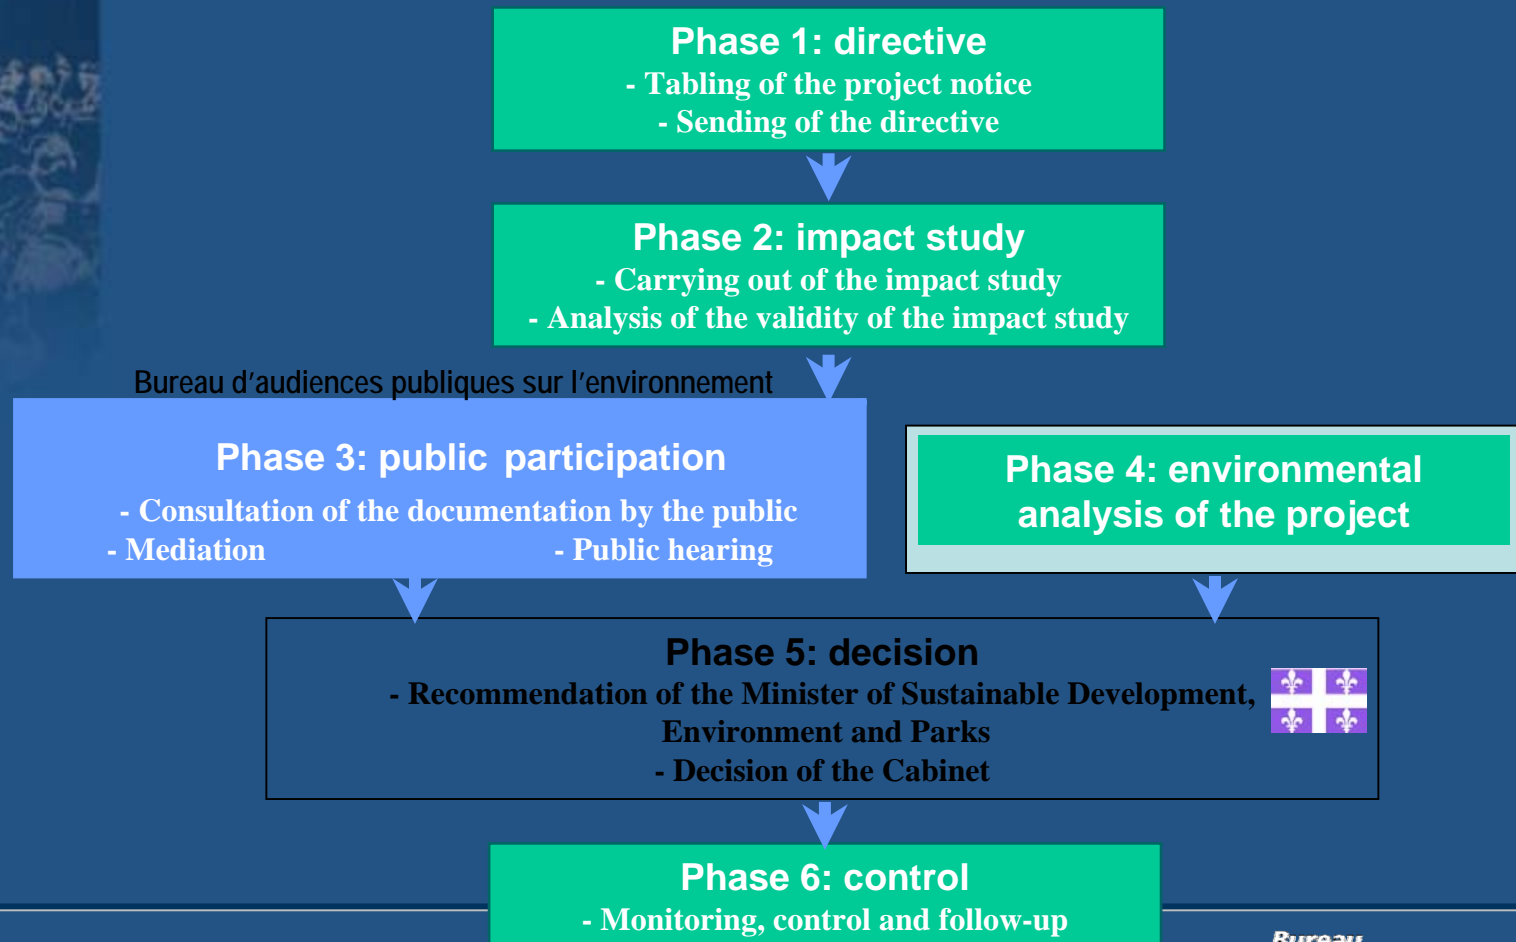 Phase 1: directive
- Tabling of the project notice
- Sending of the directive
Phase 2: impact study
- Carrying out of the impact study
- Analysis of the validity of the impact study
Bureau d'audiences publiques sur l'environnement
Phase 3: public participation
- Consultation of the documentation by the public
- Mediation - Public hearing
Phase 4: environmental
analysis of the project
Phase 5: decision
- Recommendation of the Minister of Sustainable Development,
Environment and Parks
- Decision of the Cabinet
Phase 6: control
- Monitoring, control and follow-up
Bureau